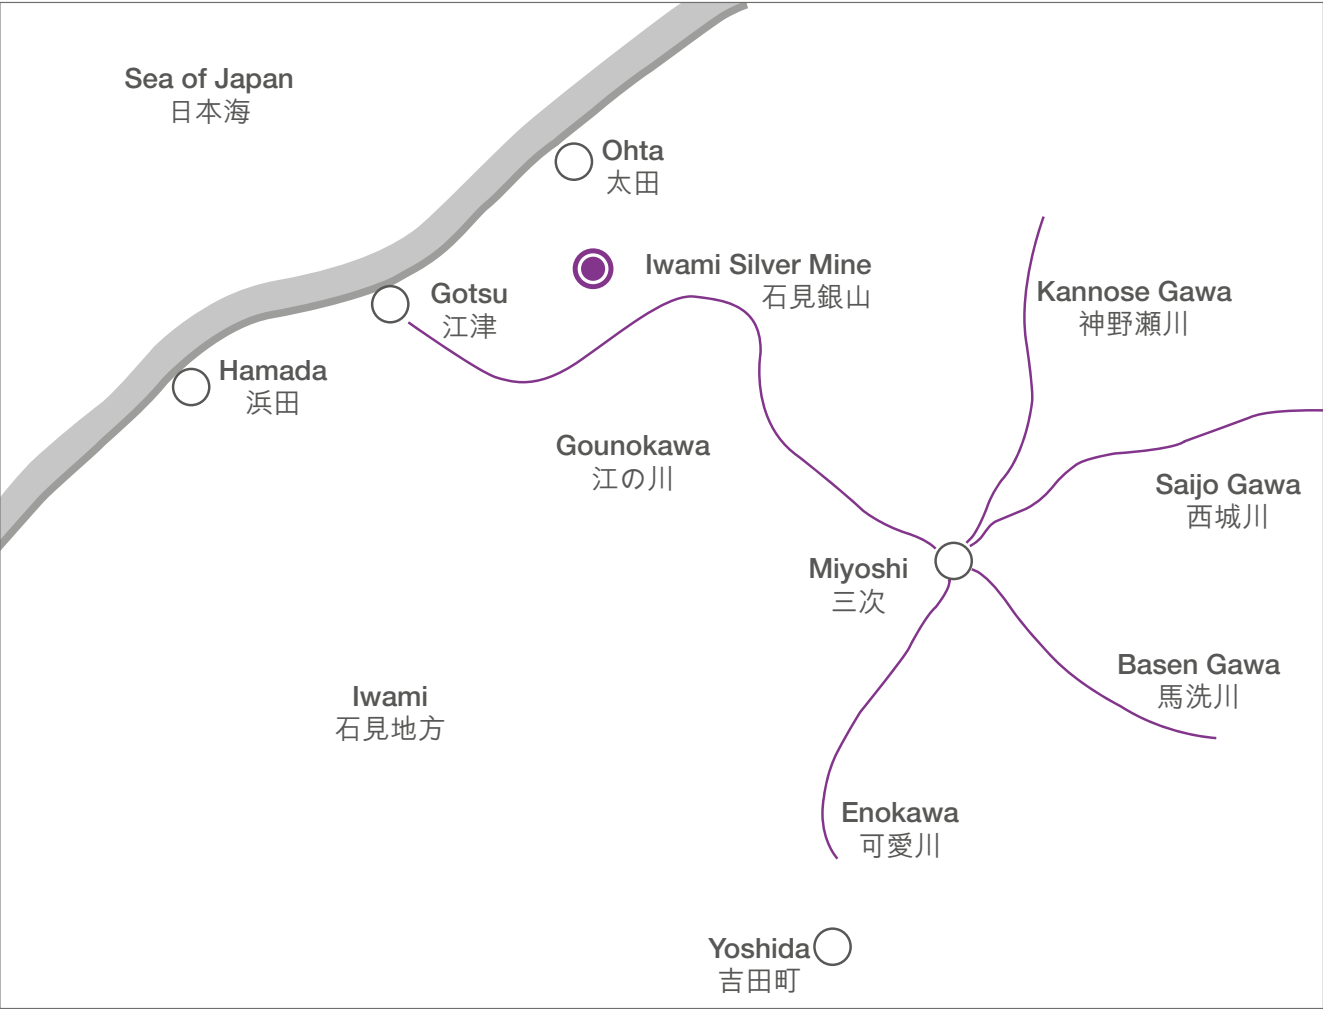 Sea of Japan
日本海
Ohta
太田
Iwami Silver Mine
石見銀山
Gotsu
江津
Kannose Gawa
神野瀬川
Hamada
浜田
Gounokawa
江の川
Saijo Gawa
西城川
Miyoshi
三次
Basen Gawa
馬洗川
Iwami
石見地方
Enokawa
可愛川
Yoshida
吉田町